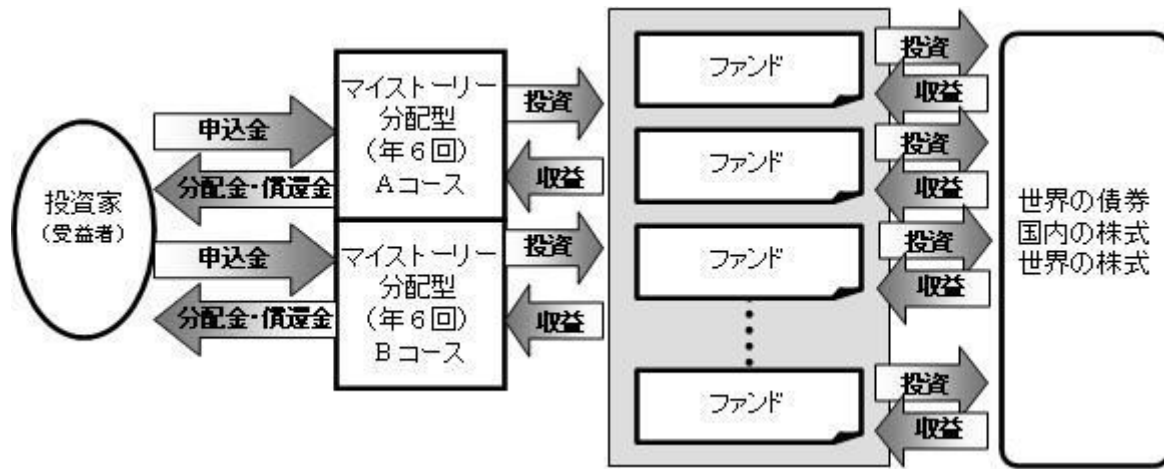 投資家
(受益者)
申込金
分配金・償還金
申込金
分配金・償還金
マイストーリー
分配型
(年6回)
Aコース
マイストーリー
分配型
(年6回)
Bコース
投資
収益
投資
収益
ファンド
ファンド
ファンド
ファンド
投資
収益
投資
収益
投資
収益
投資
収益
世界の債券
国内の株式
世界の株式